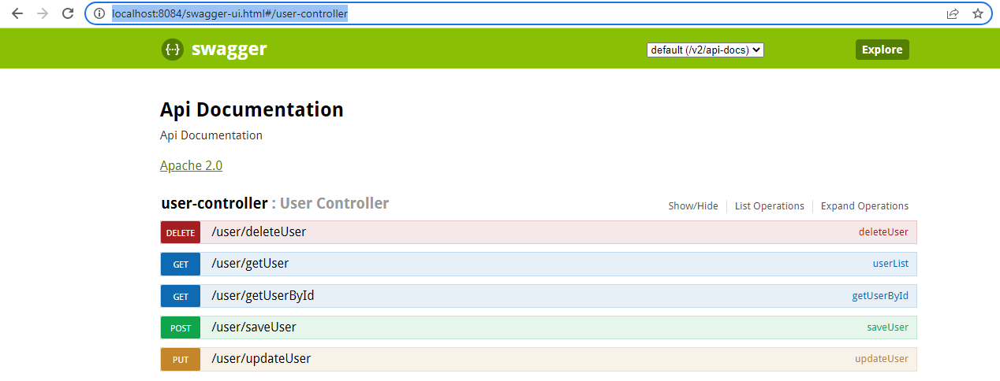 localhost:8084/swagger-ui.html#/user-controller
{··} swagger default (/v2/api-docs) Explore
Api Documentation
Api Documentation
Apache 2.0
user-controller : User Controller Show/Hide List Operations Expand Operations
DELETE /user/deleteUser deleteUser
GET /user/getUser userList
GET /user/getUserById getUserById
POST /user/saveUser saveUser
PUT /user/updateUser updateUser